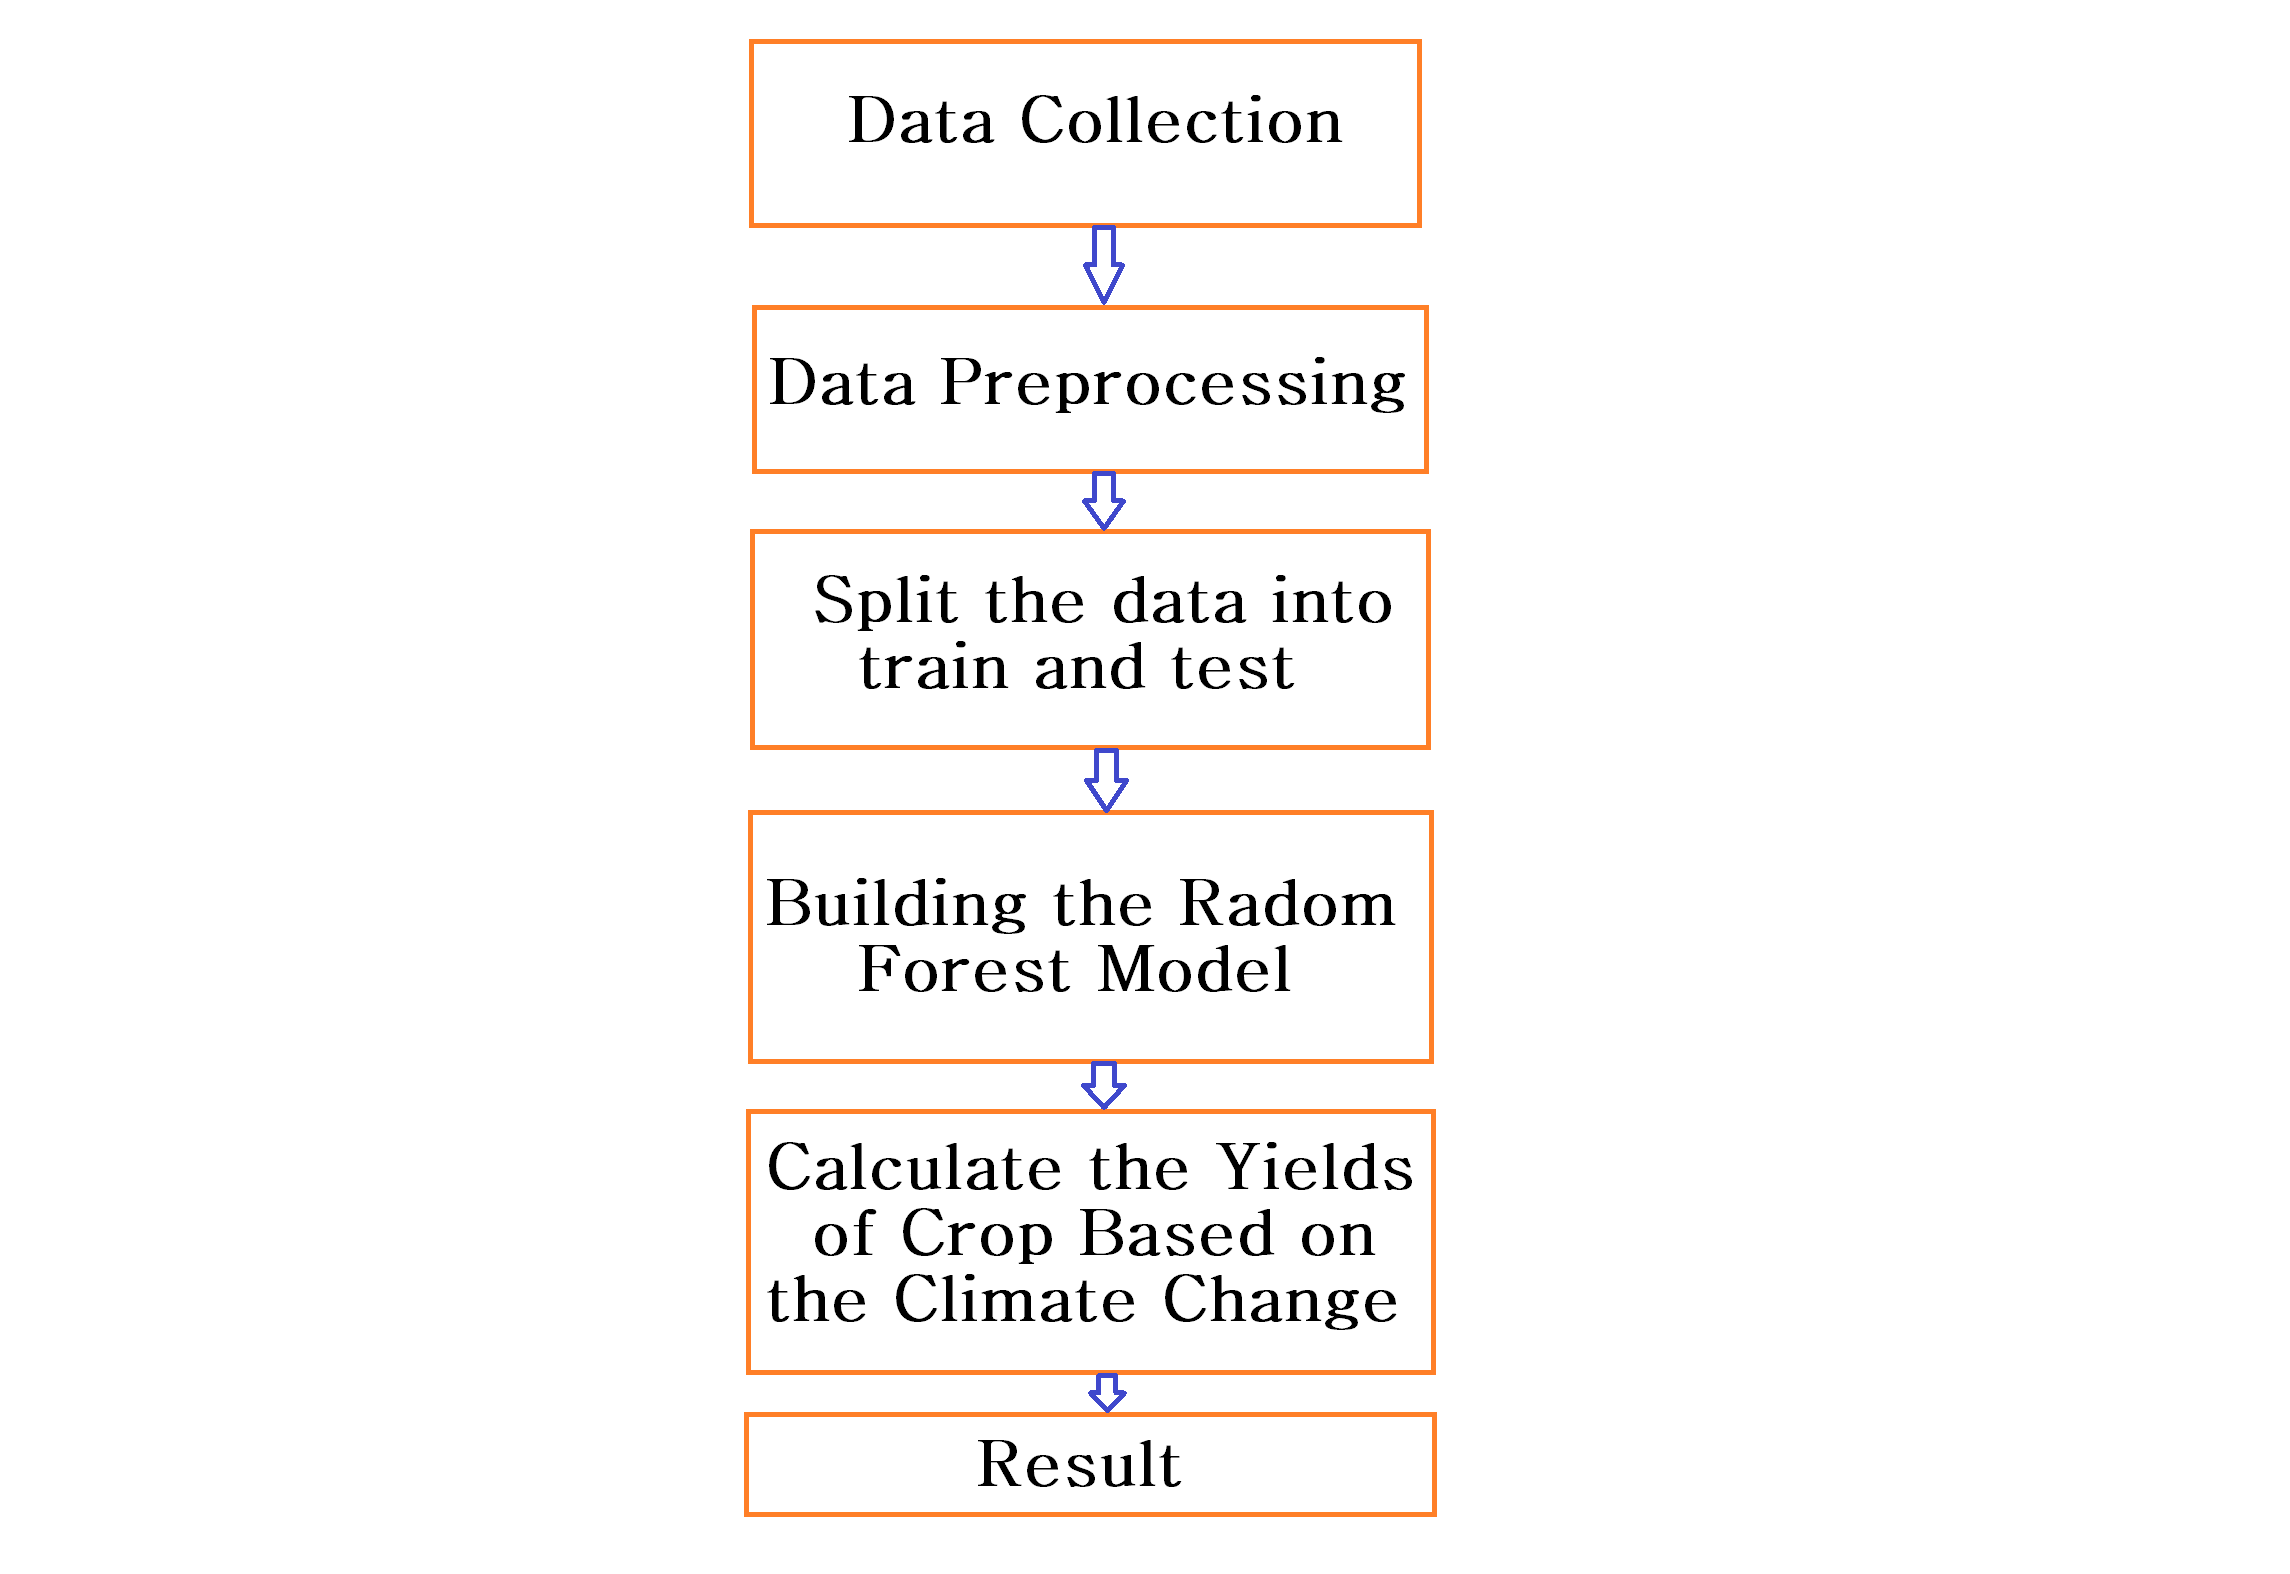 Data Collection
Data Preprocessing
Split the data into
train and test
Building the Radom
Forest Model
Calculate the Yields
of Crop Based on
the Climate Change
Result